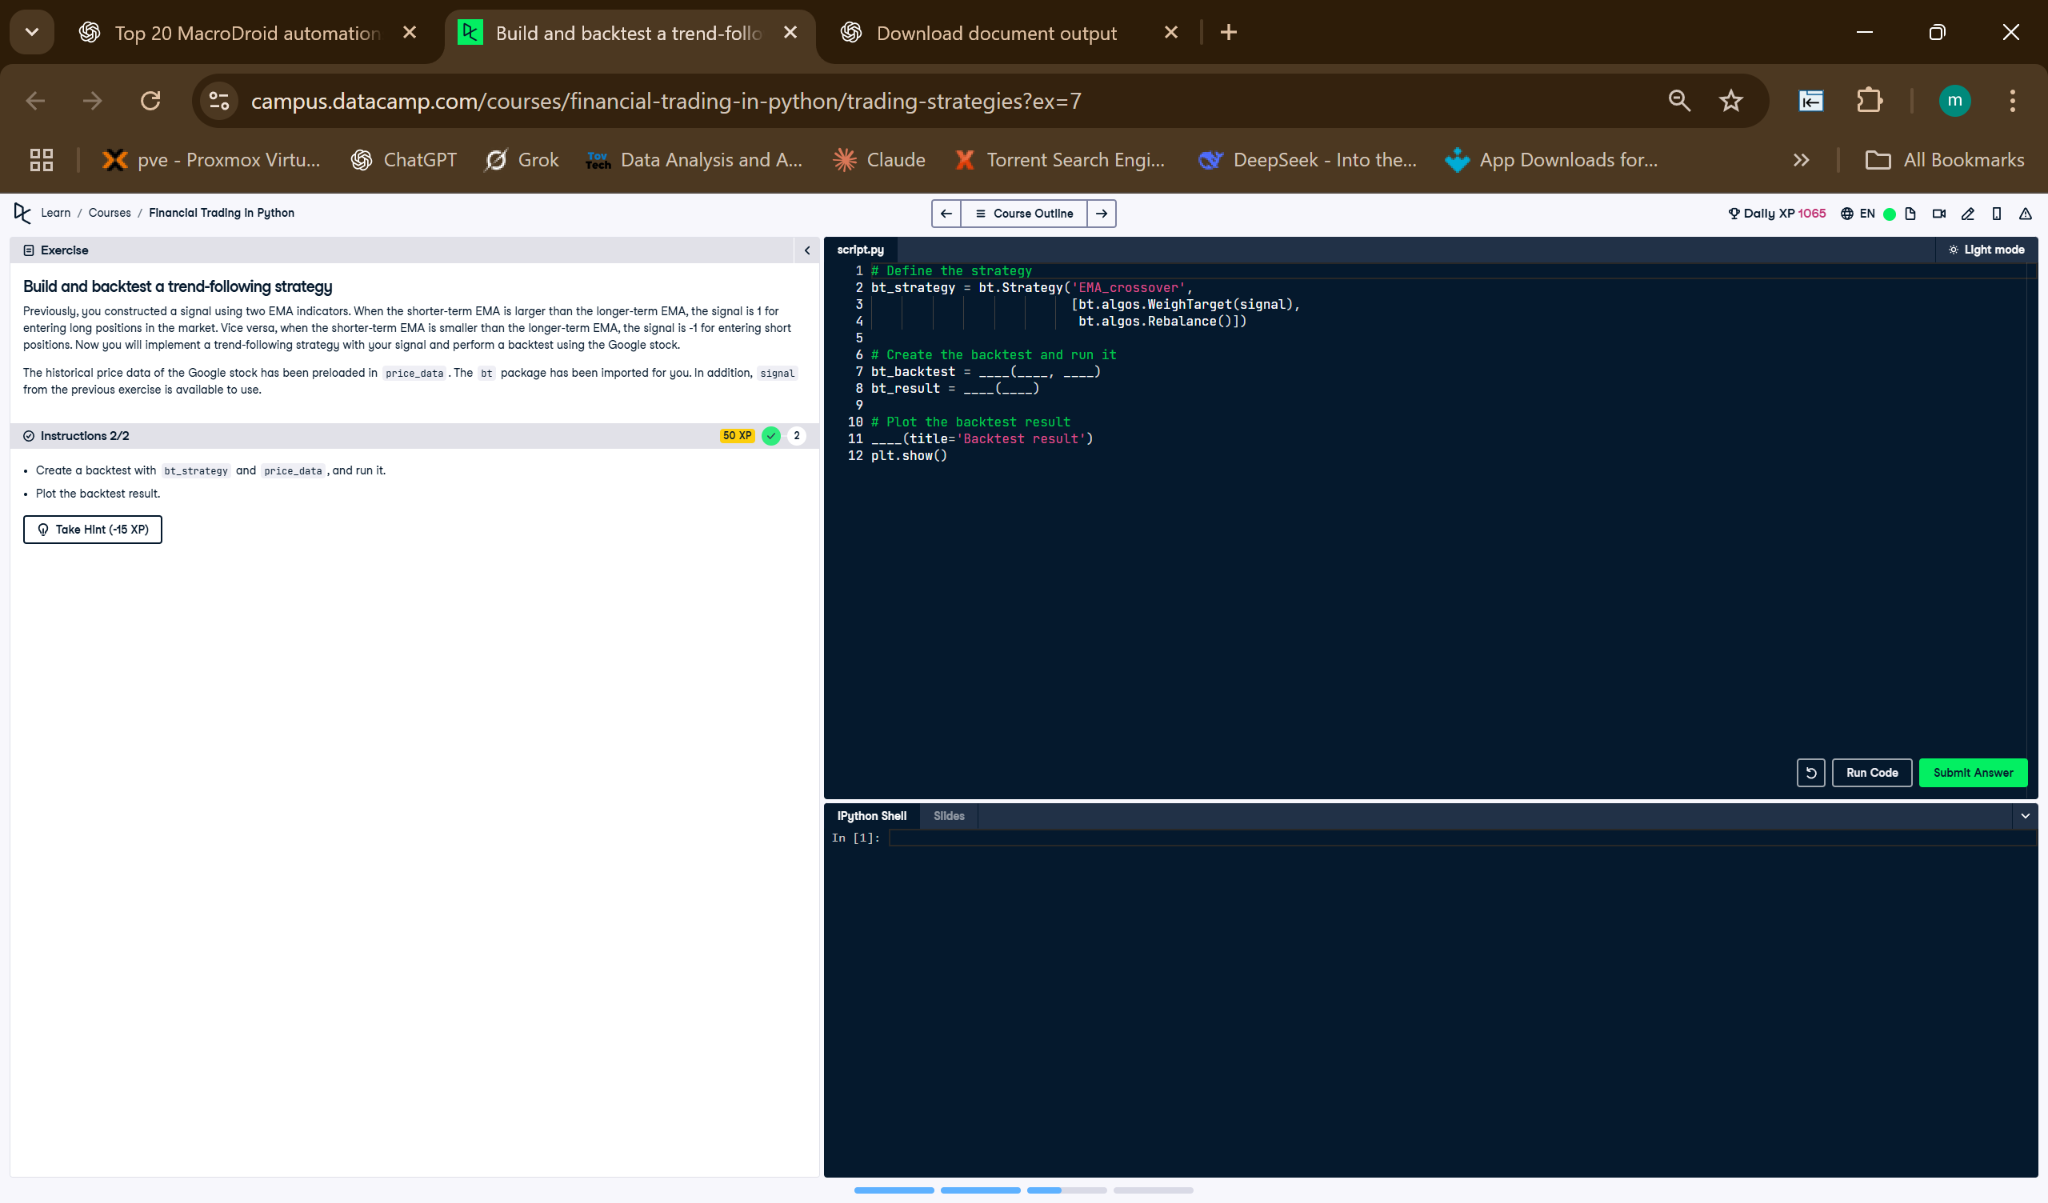 Top 20 MacroDroid automation
Build and backtest a trend-follo
Download document output
campus.datacamp.com/courses/financial-trading-in-python/trading-strategies?ex=7
m
pve - Proxmox Virtu...
ChatGPT
Grok
Tov Tech
Data Analysis and A...
Claude
Torrent Search Engi...
DeepSeek - Into the...
App Downloads for...
All Bookmarks
Learn / Courses / Financial Trading in Python
Course Outline
Daily XP 1065
EN
Exercise
Build and backtest a trend-following strategy
Previously, you constructed a signal using two EMA indicators. When the shorter-term EMA is larger than the longer-term EMA, the signal is 1 for
entering long positions in the market. Vice versa, when the shorter-term EMA is smaller than the longer-term EMA, the signal is -1 for entering short
positions. Now you will implement a trend-following strategy with your signal and perform a backtest using the Google stock.
The historical price data of the Google stock has been preloaded in price_data. The bt package has been imported for you. In addition, signal
from the previous exercise is available to use.
Instructions 2/2
50 XP
2
• Create a backtest with bt_strategy and price_data, and run it.
• Plot the backtest result.
Take Hint (-15 XP)
script.py
Light mode
1 # Define the strategy
2 bt_strategy = bt.Strategy('EMA_crossover',
3 [bt.algos.WeighTarget(signal),
4 bt.algos.Rebalance()])
5
6 # Create the backtest and run it
7 bt_backtest = ____(____, ____)
8 bt_result = ____(____)
9
10 # Plot the backtest result
11 ____(title='Backtest result')
12 plt.show()
Run Code
Submit Answer
IPython Shell
Slides
In [1]: